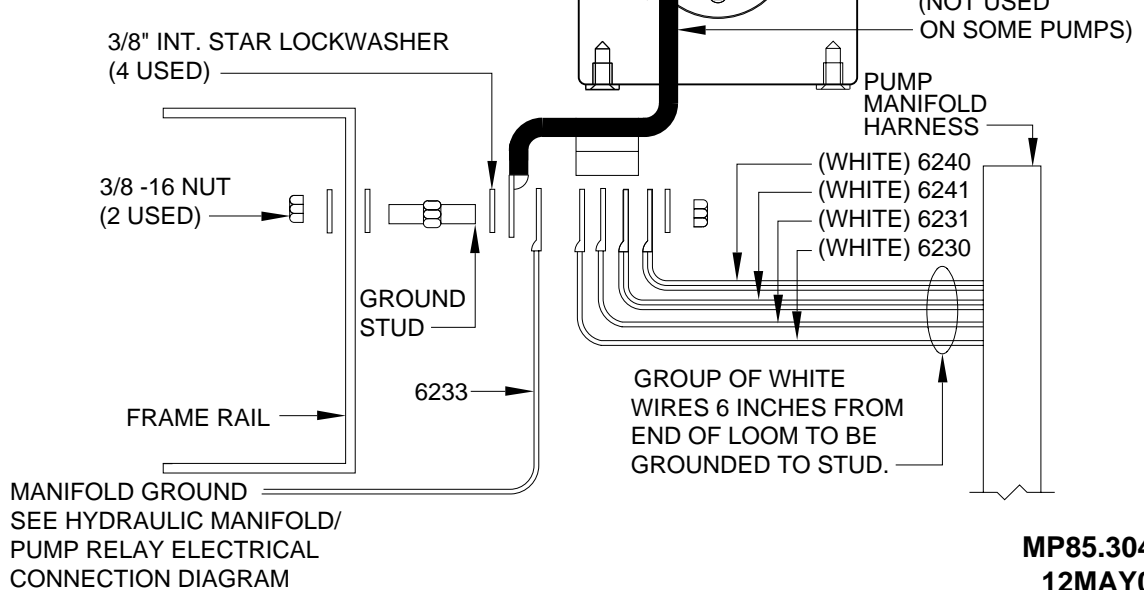 (NOT USED
ON SOME PUMPS)
3/8" INT. STAR LOCKWASHER
(4 USED)
PUMP
MANIFOLD
HARNESS
3/8 -16 NUT
(2 USED)
(WHITE) 6240
(WHITE) 6241
(WHITE) 6231
(WHITE) 6230
GROUND
STUD
6233
FRAME RAIL
GROUP OF WHITE
WIRES 6 INCHES FROM
END OF LOOM TO BE
GROUNDED TO STUD.
MANIFOLD GROUND
SEE HYDRAULIC MANIFOLD/
PUMP RELAY ELECTRICAL
CONNECTION DIAGRAM
MP85.304
12MAY0